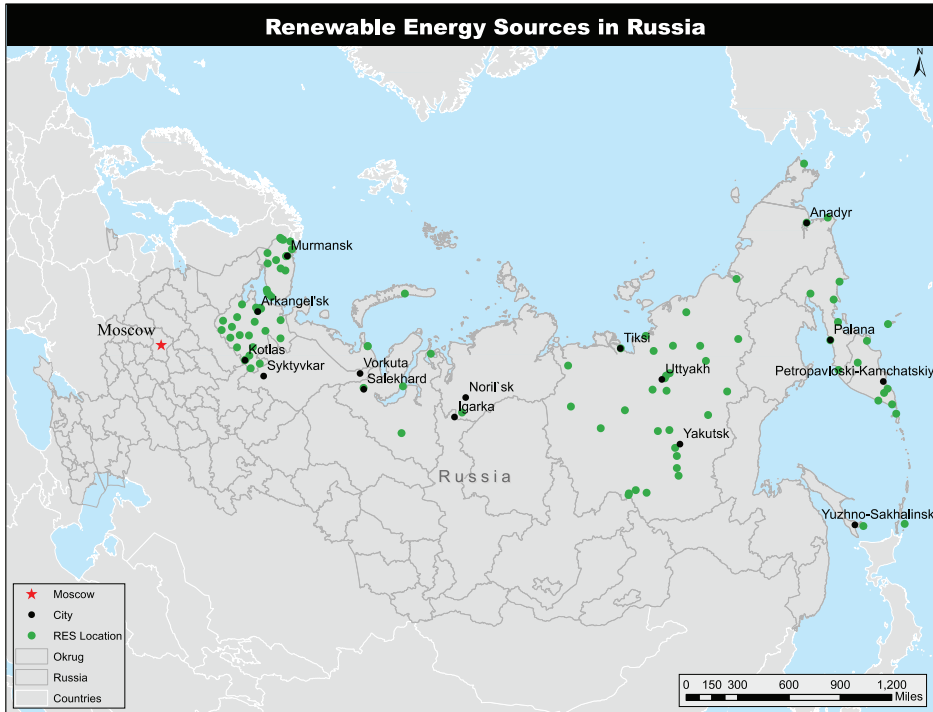 Renewable Energy Sources in Russia
N
Anadyr
Murmansk
Arkangel'sk
Moscow
Tiksi
Palana
Kotlas
Syktyvkar
Vorkuta
Salekhard
Uttyakh
Petropavloski-Kamchatskiy
Noril'sk
Igarka
Yakutsk
Russia
Yuzhno-Sakhalinsk
Moscow
City
RES Location
Okrug
Russia
Countries
0 150 300 600 900 1,200
Miles